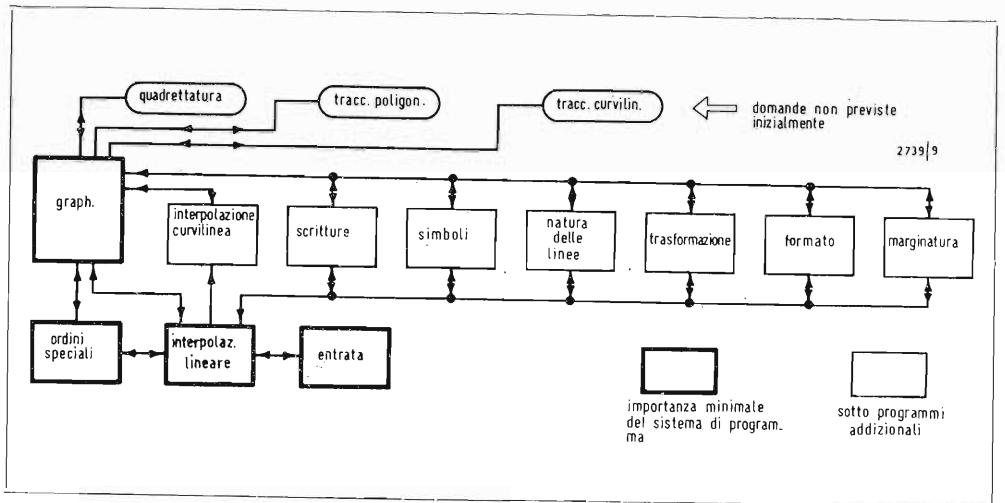 quadrettatura
tracc. poligon.
tracc. curvilin.
domande non previste
inizialmente
2739/9
graph.
interpolazione
curvilinea
scritture
simboli
natura
delle
linee
trasformazione
formato
marginatura
ordini
speciali
interpolaz.
lineare
entrata
importanza minimale
del sistema di program_
ma
sotto programmi
addizionali